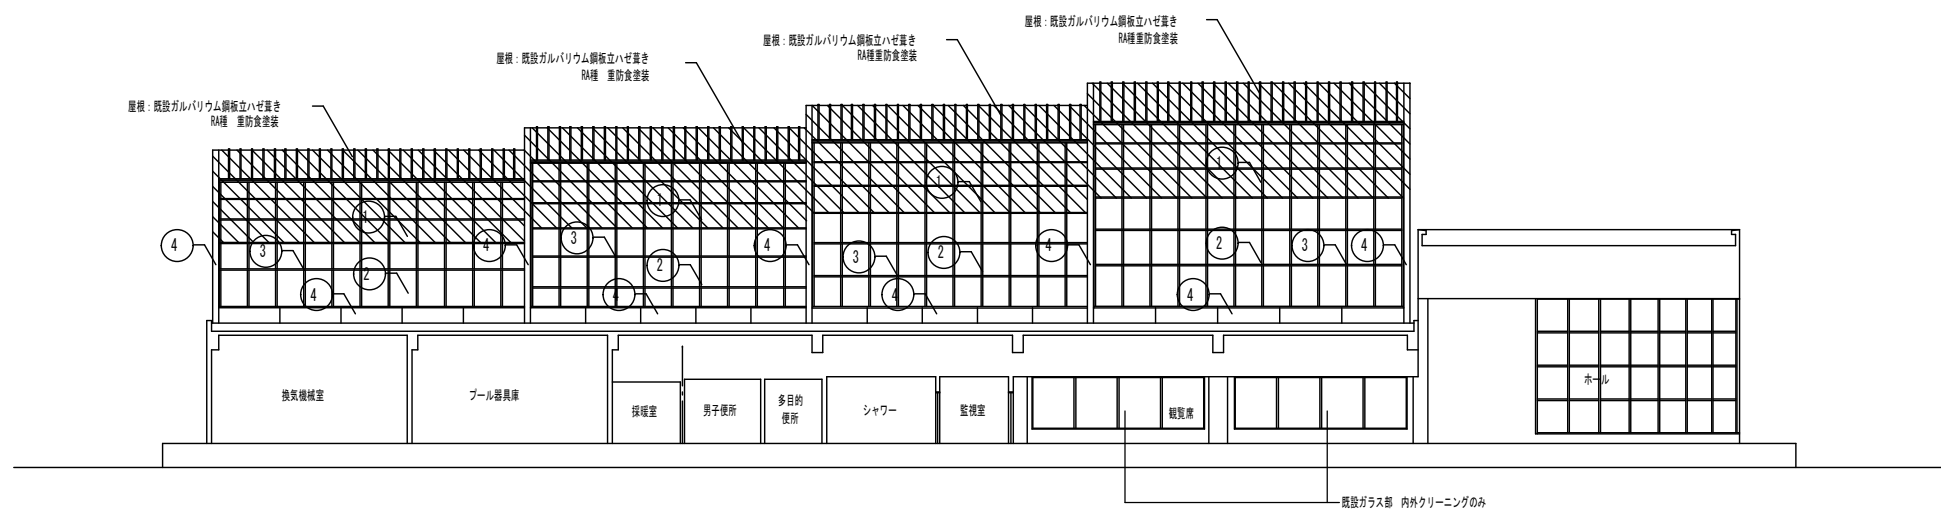 屋根：既設ガルバリウム鋼板立ハゼ葺き
RA種重防食塗装
屋根：既設ガルバリウム鋼板立ハゼ葺き
RA種重防食塗装
屋根：既設ガルバリウム鋼板立ハゼ葺き
RA種　重防食塗装
屋根：既設ガルバリウム鋼板立ハゼ葺き
RA種　重防食塗装
1
1
1
1
4
3
4
2
4
3
4
2
4
3
4
2
4
2
3
4
4
換気機械室
プール器具庫
採暖室
男子便所
多目的
便所
シャワー
監視室
観覧席
ホール
既設ガラス部　内外クリーニングのみ